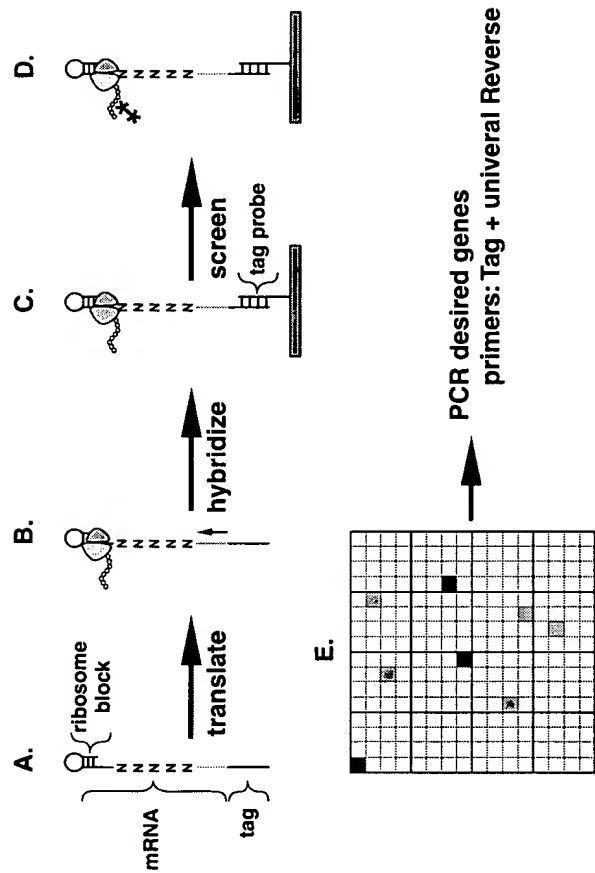 A.
B.
C.
D.
ribosome
block
mRNA
tag
N
N
N
N
N
translate
N
N
N
N
N
hybridize
N
N
N
N
N
tag probe
screen
N
N
N
N
N
E.
PCR desired genes
primers: Tag + univeral Reverse